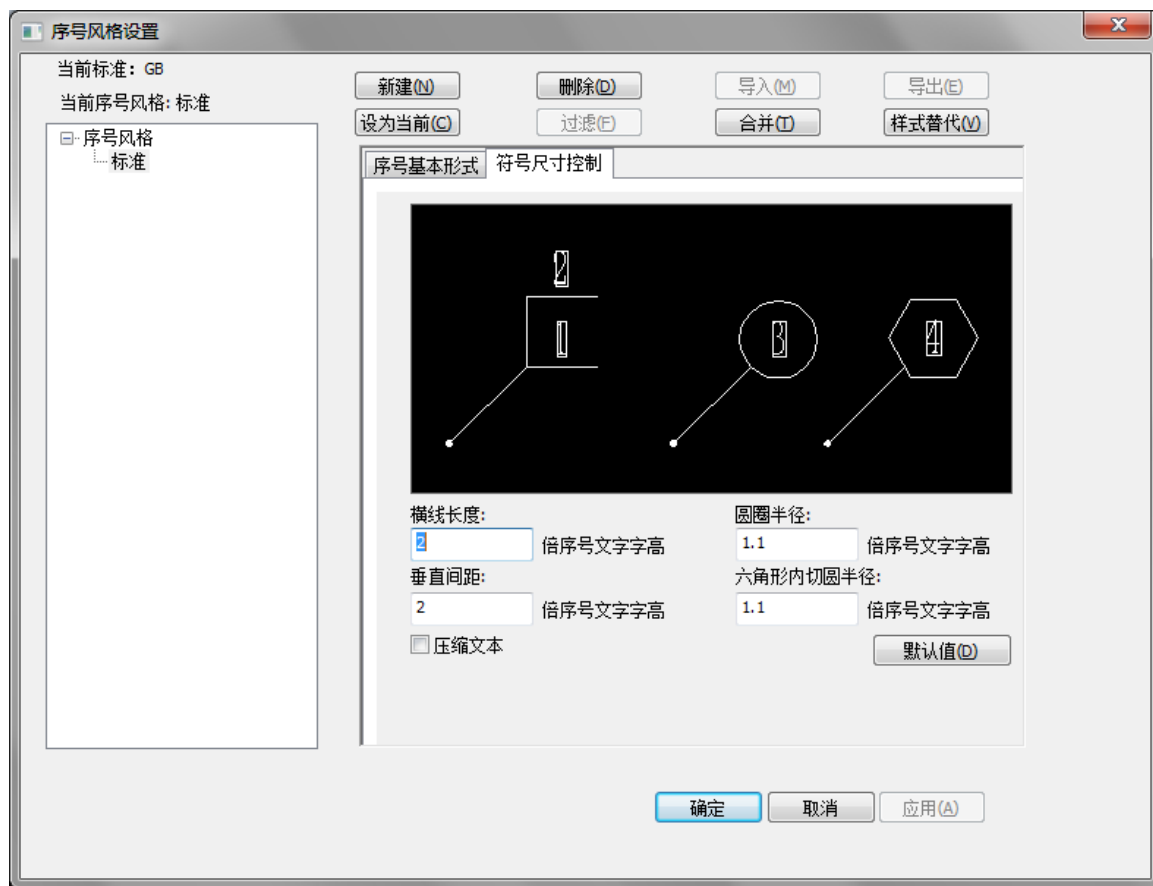 序号风格设置
当前标准: GB
当前序号风格: 标准
序号风格
标准
新建(N) 删除(D) 导入(M) 导出(E)
设为当前(C) 过滤(F) 合并(T) 样式替代(V)
序号基本形式 符号尺寸控制
2
1 3 4
横线长度: 圆圈半径:
2 倍序号文字字高 1.1 倍序号文字字高
垂直间距: 六角形内切圆半径:
2 倍序号文字字高 1.1 倍序号文字字高
压缩文本 默认值(D)
确定 取消 应用(A)